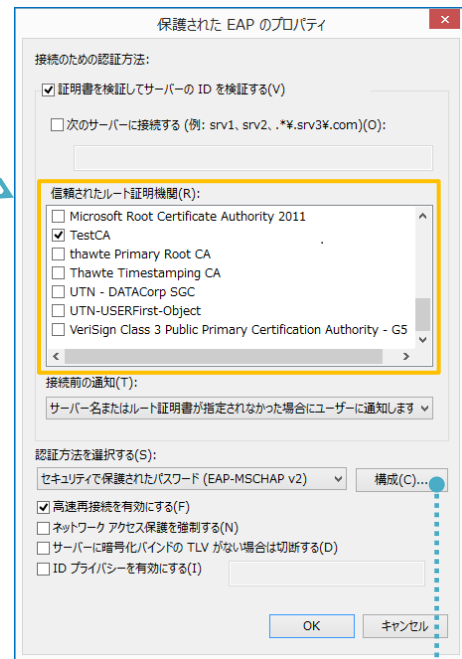 保護された EAP のプロパティ
×
接続のための認証方法:
証明書を検証してサーバーの ID を検証する(V)
次のサーバーに接続する (例: srv1、srv2、.*¥.srv3¥.com)(O):
信頼されたルート証明機関(R):
Microsoft Root Certificate Authority 2011
TestCA
thawte Primary Root CA
Thawte Timestamping CA
UTN - DATACorp SGC
UTN-USERFirst-Object
VeriSign Class 3 Public Primary Certification Authority - G5
接続前の通知(T):
サーバー名またはルート証明書が指定されなかった場合にユーザーに通知します
認証方法を選択する(S):
セキュリティで保護されたパスワード (EAP-MSCHAP v2)
構成(C)...
高速再接続を有効にする(F)
ネットワーク アクセス保護を強制する(N)
サーバーに暗号化バインドの TLV がない場合は切断する(D)
ID プライバシーを有効にする(I)
OK
キャンセル